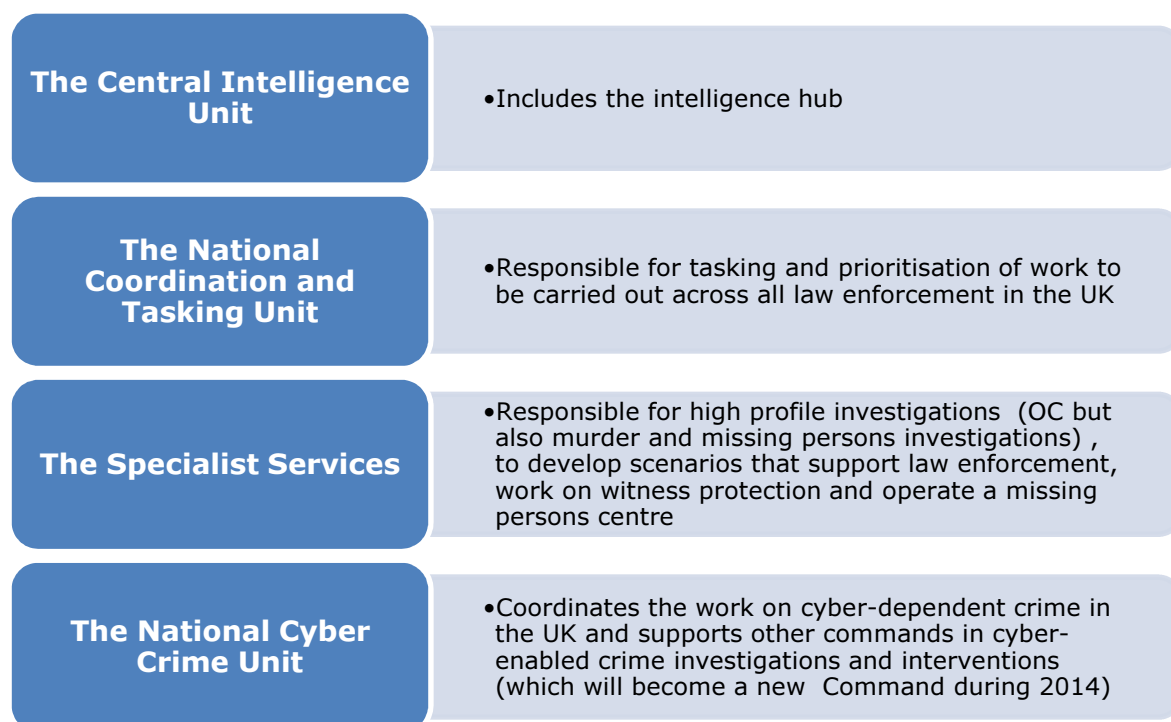 The Central Intelligence
Unit
•Includes the intelligence hub
The National
Coordination and
Tasking Unit
•Responsible for tasking and prioritisation of work to
be carried out across all law enforcement in the UK
The Specialist Services
•Responsible for high profile investigations  (OC but
also murder and missing persons investigations) ,
to develop scenarios that support law enforcement,
work on witness protection and operate a missing
persons centre
The National Cyber
Crime Unit
•Coordinates the work on cyber-dependent crime in
the UK and supports other commands in cyber-
enabled crime investigations and interventions
(which will become a new  Command during 2014)